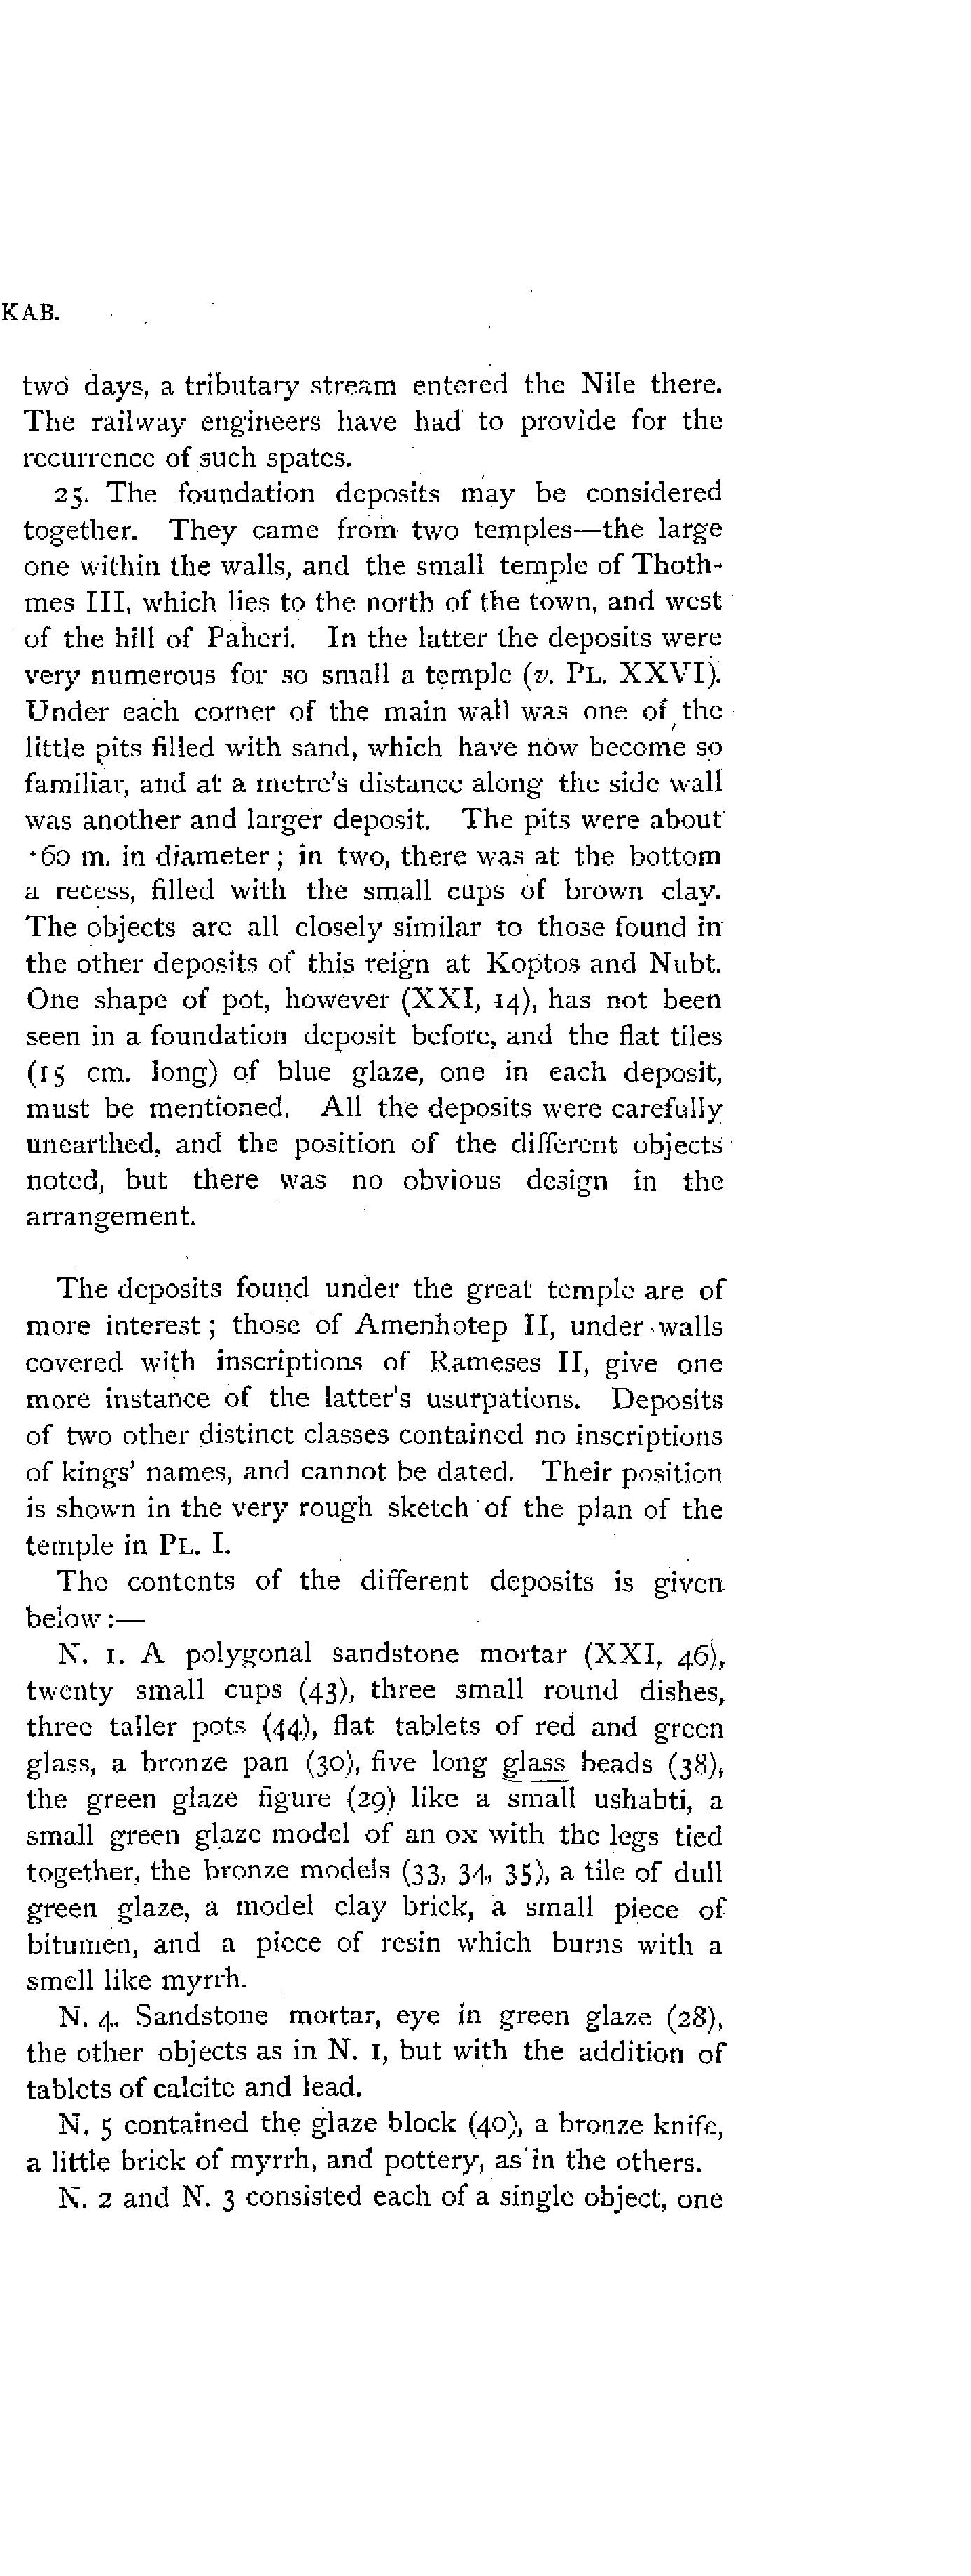 KAB.
two days, a tributary stream entered the Nile there.
The railway engineers have had to provide for the
recurrence of such spates.
25. The foundation deposits may be considered
together. They came from two temples—the large
one within the walls, and the small temple of Thoth-
mes III, which lies to the north of the town, and west
of the hill of Paheri. In the latter the deposits were
very numerous for so small a temple (v. PL. XXVI).
Under each corner of the main wall was one of the
little pits filled with sand, which have now become so
familiar, and at a metre's distance along the side wall
was another and larger deposit. The pits were about
·60 m. in diameter; in two, there was at the bottom
a recess, filled with the small cups of brown clay.
The objects are all closely similar to those found in
the other deposits of this reign at Koptos and Nubt.
One shape of pot, however (XXI, 14), has not been
seen in a foundation deposit before, and the flat tiles
(15 cm. long) of blue glaze, one in each deposit,
must be mentioned. All the deposits were carefully
unearthed, and the position of the different objects
noted, but there was no obvious design in the
arrangement.
The deposits found under the great temple are of
more interest; those of Amenhotep II, under walls
covered with inscriptions of Rameses II, give one
more instance of the latter's usurpations. Deposits
of two other distinct classes contained no inscriptions
of kings' names, and cannot be dated. Their position
is shown in the very rough sketch of the plan of the
temple in PL. I.
The contents of the different deposits is given
below:—
N. 1. A polygonal sandstone mortar (XXI, 46),
twenty small cups (43), three small round dishes,
three taller pots (44), flat tablets of red and green
glass, a bronze pan (30), five long glass beads (38),
the green glaze figure (29) like a small ushabti, a
small green glaze model of an ox with the legs tied
together, the bronze models (33, 34, 35), a tile of dull
green glaze, a model clay brick, a small piece of
bitumen, and a piece of resin which burns with a
smell like myrrh.
N. 4. Sandstone mortar, eye in green glaze (28),
the other objects as in N. 1, but with the addition of
tablets of calcite and lead.
N. 5 contained the glaze block (40), a bronze knife,
a little brick of myrrh, and pottery, as in the others.
N. 2 and N. 3 consisted each of a single object, one